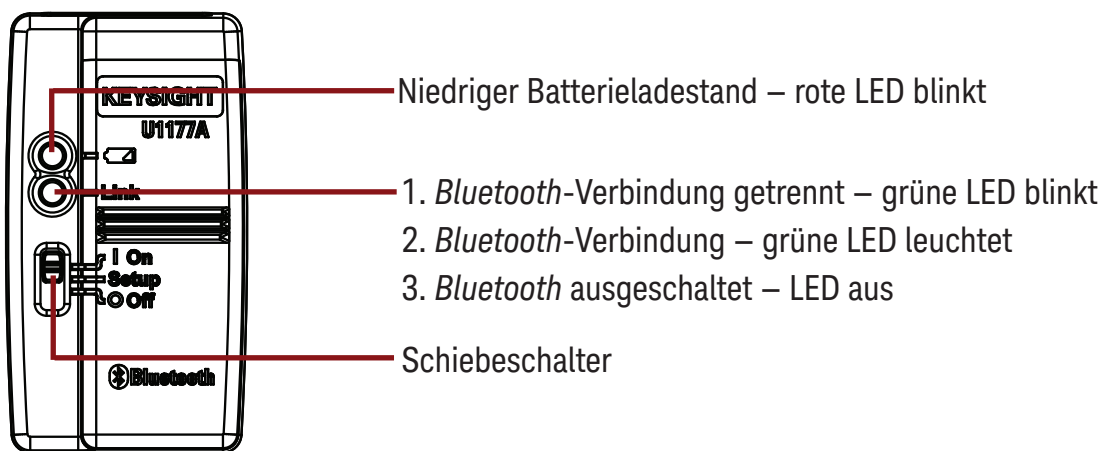 KEYSIGHT
U1177A
Link
I On
Setup
O Off
Bluetooth
Niedriger Batterieladestand – rote LED blinkt
1. Bluetooth-Verbindung getrennt – grüne LED blinkt
2. Bluetooth-Verbindung – grüne LED leuchtet
3. Bluetooth ausgeschaltet – LED aus
Schiebeschalter